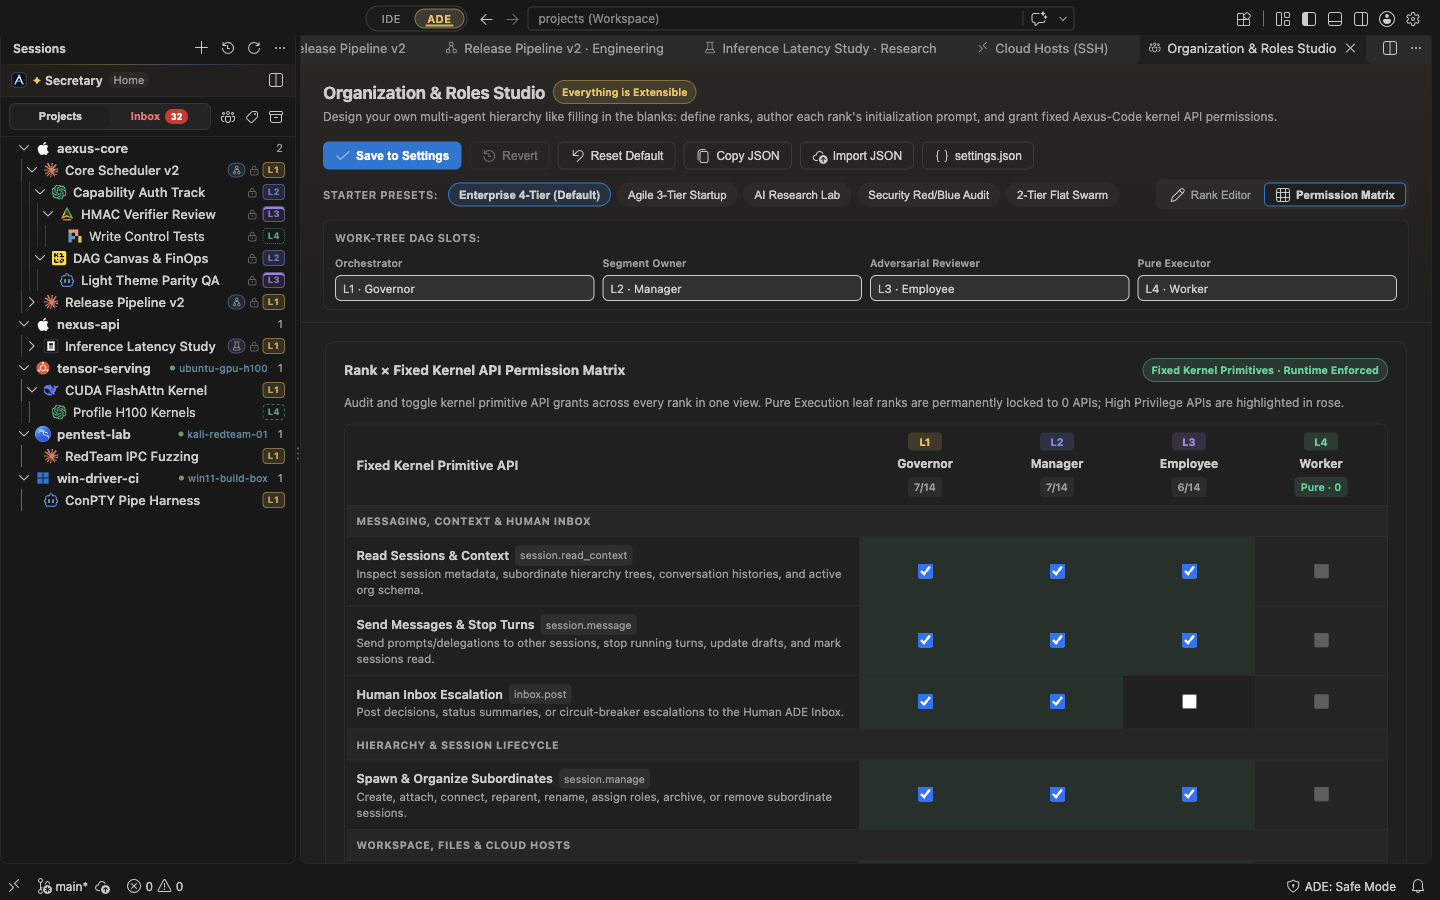 IDE ADE projects (Workspace)
Sessions
elease Pipeline v2 Release Pipeline v2 · Engineering Inference Latency Study · Research Cloud Hosts (SSH) Organization & Roles Studio
Secretary Home
Projects Inbox 32
aexus-core 2
Core Scheduler v2 L1
Capability Auth Track L2
HMAC Verifier Review L3
Write Control Tests L4
DAG Canvas & FinOps L2
Light Theme Parity QA L3
Release Pipeline v2 L1
nexus-api 1
Inference Latency Study L1
tensor-serving ubuntu-gpu-h100 1
CUDA FlashAttn Kernel L1
Profile H100 Kernels L4
pentest-lab kali-redteam-01 1
RedTeam IPC Fuzzing L1
win-driver-ci win11-build-box 1
ConPTY Pipe Harness L1
Organization & Roles Studio Everything is Extensible
Design your own multi-agent hierarchy like filling in the blanks: define ranks, author each rank's initialization prompt, and grant fixed Aexus-Code kernel API permissions.
Save to Settings Revert Reset Default Copy JSON Import JSON { } settings.json
STARTER PRESETS: Enterprise 4-Tier (Default) Agile 3-Tier Startup AI Research Lab Security Red/Blue Audit 2-Tier Flat Swarm Rank Editor Permission Matrix
WORK-TREE DAG SLOTS:
Orchestrator Segment Owner Adversarial Reviewer Pure Executor
L1 · Governor L2 · Manager L3 · Employee L4 · Worker
Rank × Fixed Kernel API Permission Matrix Fixed Kernel Primitives · Runtime Enforced
Audit and toggle kernel primitive API grants across every rank in one view. Pure Execution leaf ranks are permanently locked to 0 APIs; High Privilege APIs are highlighted in rose.
L1 L2 L3 L4
Fixed Kernel Primitive API Governor Manager Employee Worker
7/14 7/14 6/14 Pure · 0
MESSAGING, CONTEXT & HUMAN INBOX
Read Sessions & Context session.read_context
Inspect session metadata, subordinate hierarchy trees, conversation histories, and active
org schema.
Send Messages & Stop Turns session.message
Send prompts/delegations to other sessions, stop running turns, update drafts, and mark
sessions read.
Human Inbox Escalation inbox.post
Post decisions, status summaries, or circuit-breaker escalations to the Human ADE Inbox.
HIERARCHY & SESSION LIFECYCLE
Spawn & Organize Subordinates session.manage
Create, attach, connect, reparent, rename, assign roles, archive, or remove subordinate
sessions.
WORKSPACE, FILES & CLOUD HOSTS
main* 0 0 ADE: Safe Mode